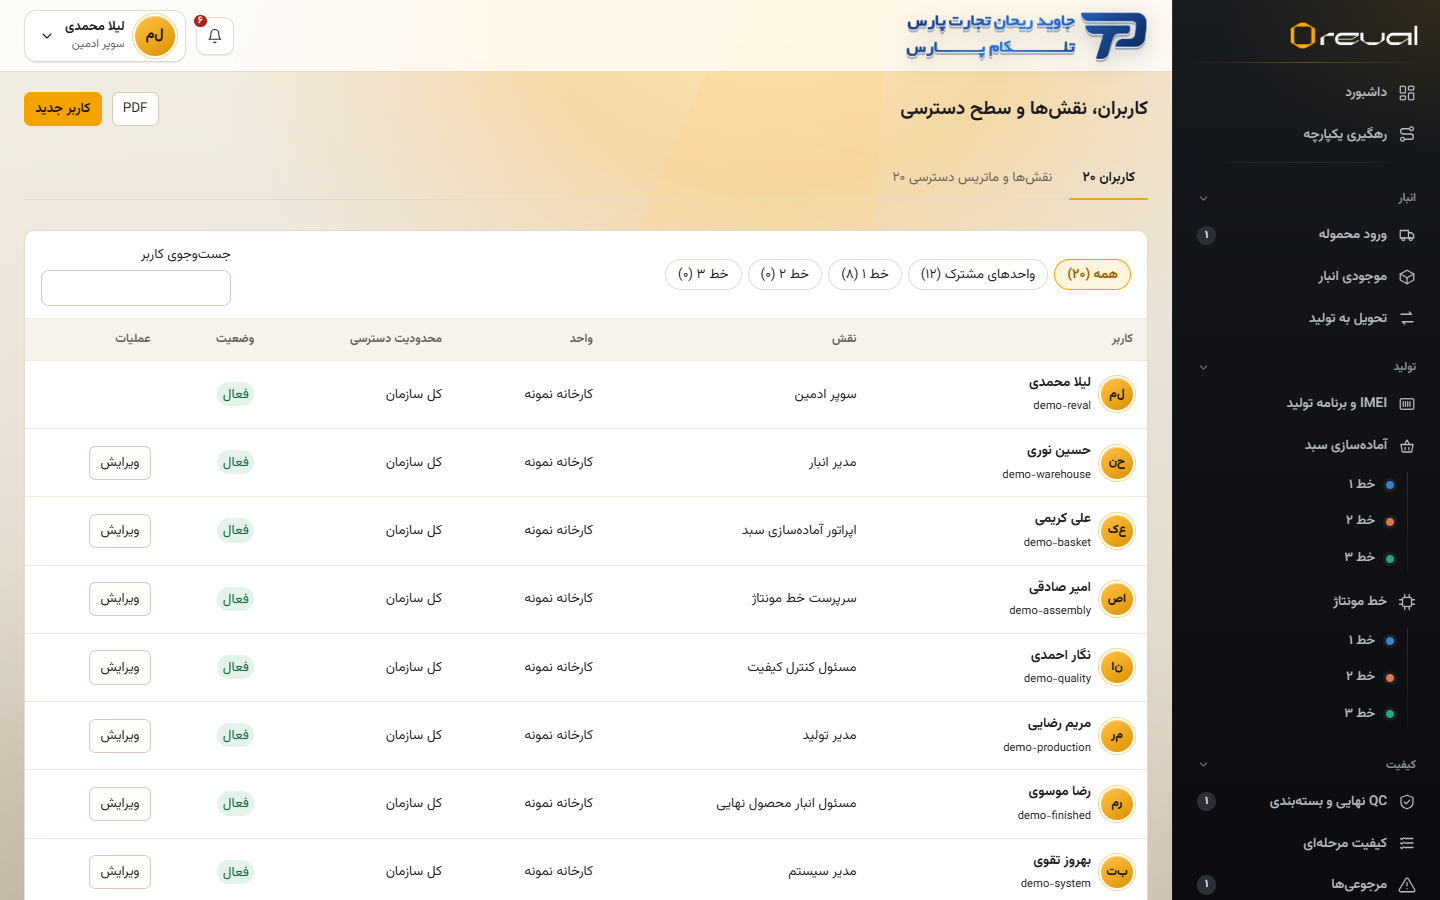 reval
داشبورد
رهگیری یکپارچه
انبار
ورود محموله
۱
موجودی انبار
تحویل به تولید
تولید
IMEI و برنامه تولید
آماده‌سازی سبد
خط ۱
خط ۲
خط ۳
خط مونتاژ
خط ۱
خط ۲
خط ۳
کیفیت
QC نهایی و بسته‌بندی
۱
کیفیت مرحله‌ای
مرجوعی‌ها
۱
جاوید ریحان تجارت پارس
تلکام پارس
۶
لم
لیلا محمدی
سوپر ادمین
کاربران، نقش‌ها و سطح دسترسی
PDF
کاربر جدید
کاربران ۲۰
نقش‌ها و ماتریس دسترسی ۲۰
همه (۲۰)
واحدهای مشترک (۱۲)
خط ۱ (۸)
خط ۲ (۰)
خط ۳ (۰)
جست‌وجوی کاربر
کاربر نقش واحد محدودیت دسترسی وضعیت عملیات
لم لیلا محمدی سوپر ادمین کارخانه نمونه کل سازمان فعال
demo-reval
حن حسین نوری مدیر انبار کارخانه نمونه کل سازمان فعال ویرایش
demo-warehouse
عک علی کریمی اپراتور آماده‌سازی سبد کارخانه نمونه کل سازمان فعال ویرایش
demo-basket
اص امیر صادقی سرپرست خط مونتاژ کارخانه نمونه کل سازمان فعال ویرایش
demo-assembly
نا نگار احمدی مسئول کنترل کیفیت کارخانه نمونه کل سازمان فعال ویرایش
demo-quality
مر مریم رضایی مدیر تولید کارخانه نمونه کل سازمان فعال ویرایش
demo-production
رم رضا موسوی مسئول انبار محصول نهایی کارخانه نمونه کل سازمان فعال ویرایش
demo-finished
بت بهروز تقوی مدیر سیستم کارخانه نمونه کل سازمان فعال ویرایش
demo-system